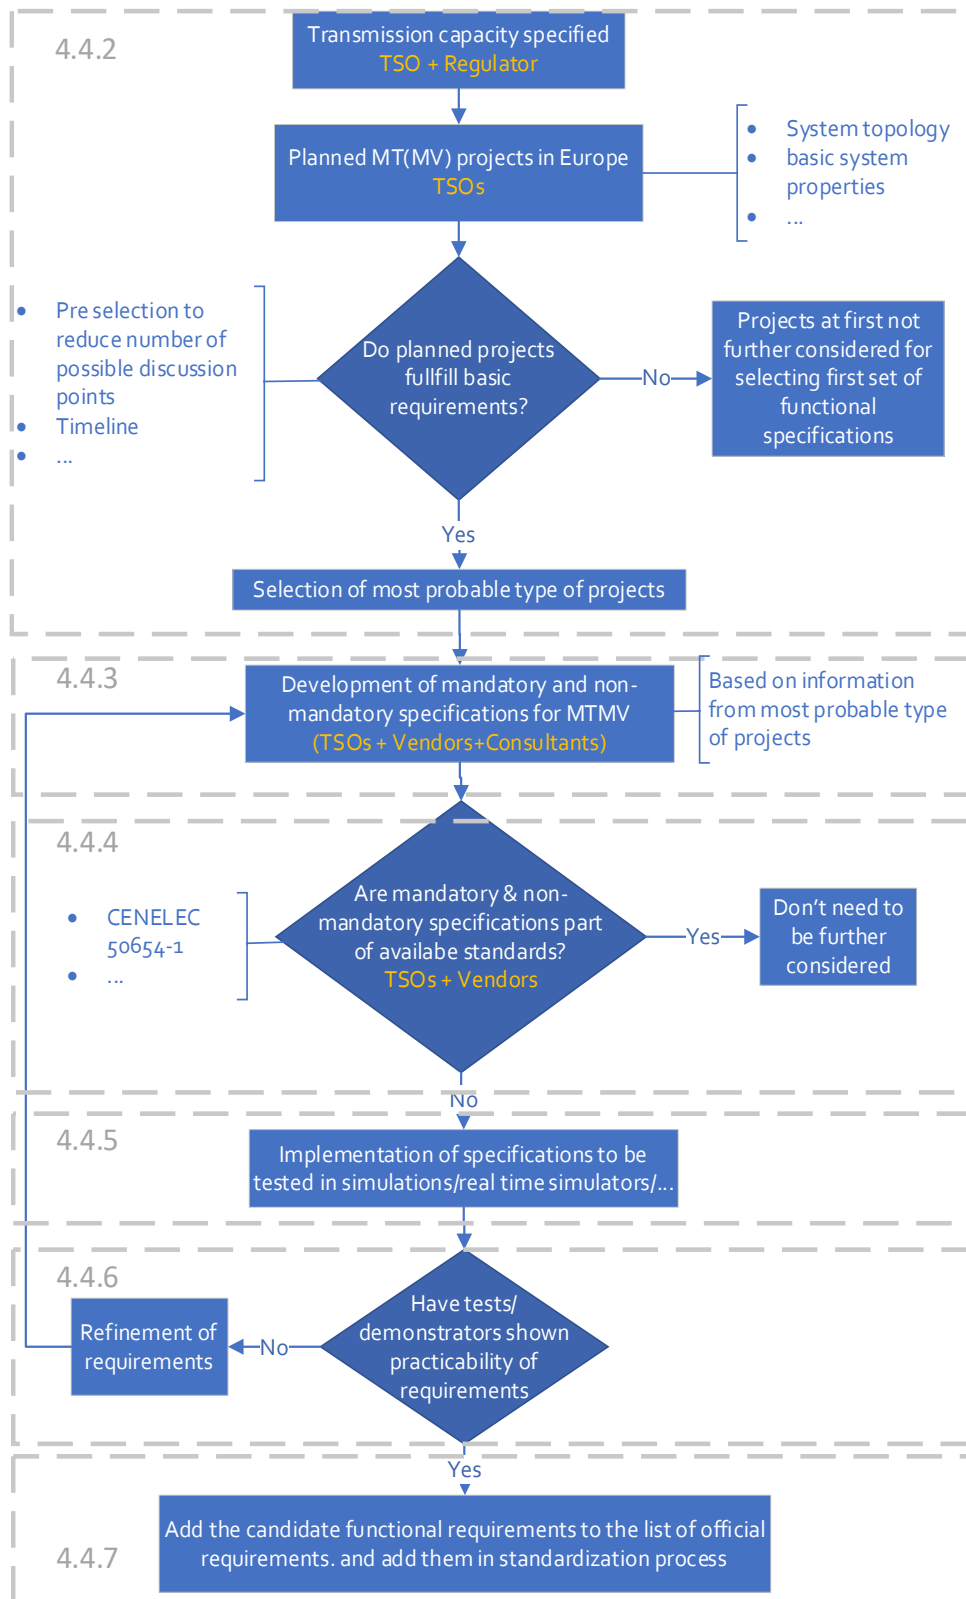 4.4.2
Transmission capacity specified
TSO + Regulator
Planned MT(MV) projects in Europe
TSOs
• System topology
• basic system
properties
• ...
• Pre selection to
reduce number of
possible discussion
points
• Timeline
• ...
Do planned projects
fullfill basic
requirements?
No
Projects at first not
further considered for
selecting first set of
functional
specifications
Yes
Selection of most probable type of projects
4.4.3
Development of mandatory and non-
mandatory specifications for MTMV
(TSOs + Vendors+Consultants)
Based on information
from most probable type
of projects
4.4.4
• CENELEC
50654-1
• ...
Are mandatory & non-
mandatory specifications part
of availabe standards?
TSOs + Vendors
Yes
Don't need to
be further
considered
No
4.4.5
Implementation of specifications to be
tested in simulations/real time simulators/...
4.4.6
Have tests/
demonstrators shown
practicability of
requirements
No
Refinement of
requirements
Yes
4.4.7
Add the candidate functional requirements to the list of official
requirements. and add them in standardization process